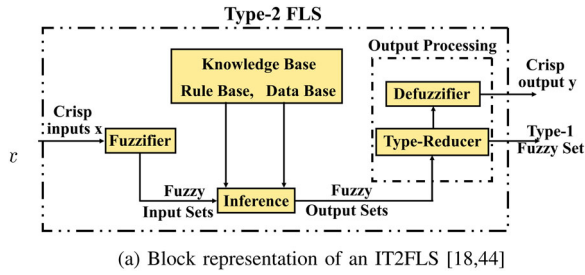 Type-2 FLS
Output Processing
Knowledge Base
Rule Base, Data Base
Crisp
inputs x
x
Fuzzifier
Defuzzifier
Crisp
output y
Type-Reducer
Type-1
Fuzzy Set
Fuzzy
Input Sets
Inference
Fuzzy
Output Sets
(a) Block representation of an IT2FLS [18,44]